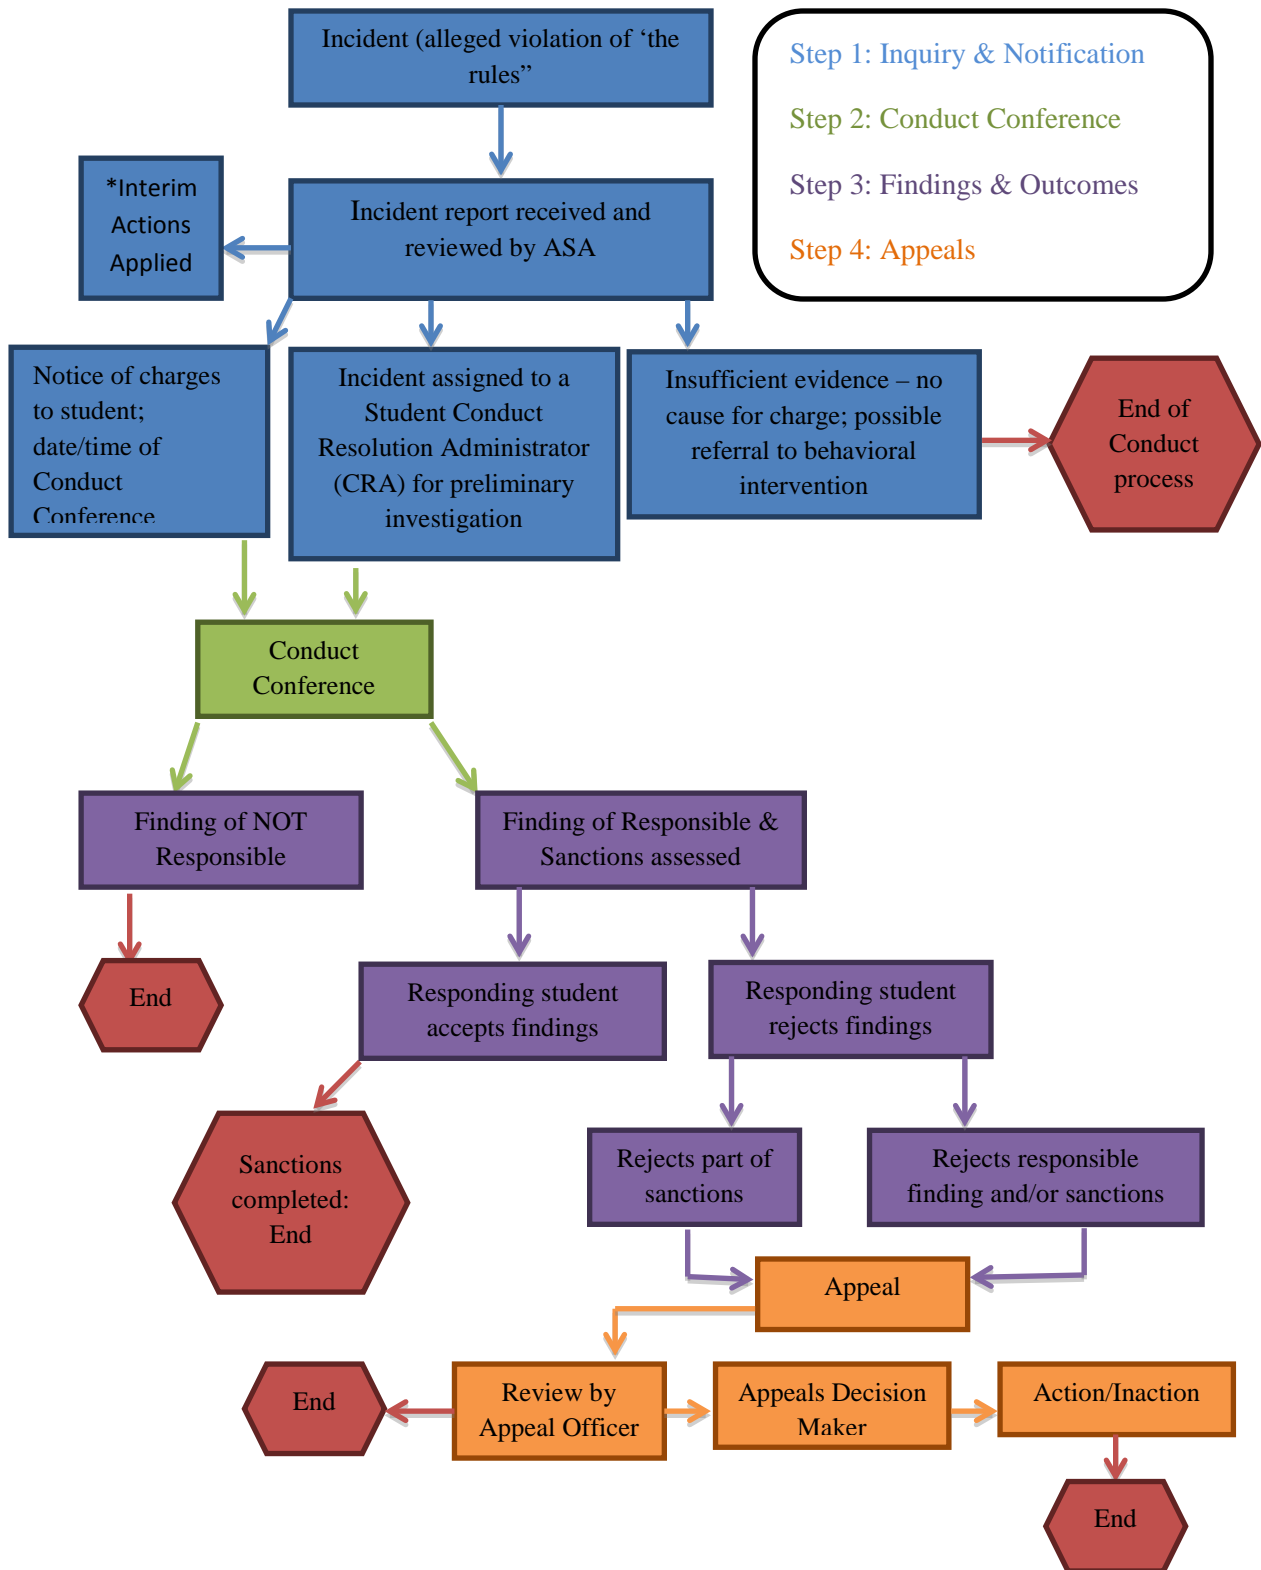 Incident (alleged violation of ‘the
rules”
Step 1: Inquiry & Notification
Step 2: Conduct Conference
Step 3: Findings & Outcomes
Step 4: Appeals
*Interim
Actions
Applied
Incident report received and
reviewed by ASA
Notice of charges
to student;
date/time of
Conduct
Conference
Incident assigned to a
Student Conduct
Resolution Administrator
(CRA) for preliminary
investigation
Insufficient evidence – no
cause for charge; possible
referral to behavioral
intervention
End of
Conduct
process
Conduct
Conference
Finding of NOT
Responsible
Finding of Responsible &
Sanctions assessed
End
Responding student
accepts findings
Responding student
rejects findings
Sanctions
completed:
End
Rejects part of
sanctions
Rejects responsible
finding and/or sanctions
Appeal
End
Review by
Appeal Officer
Appeals Decision
Maker
Action/Inaction
End